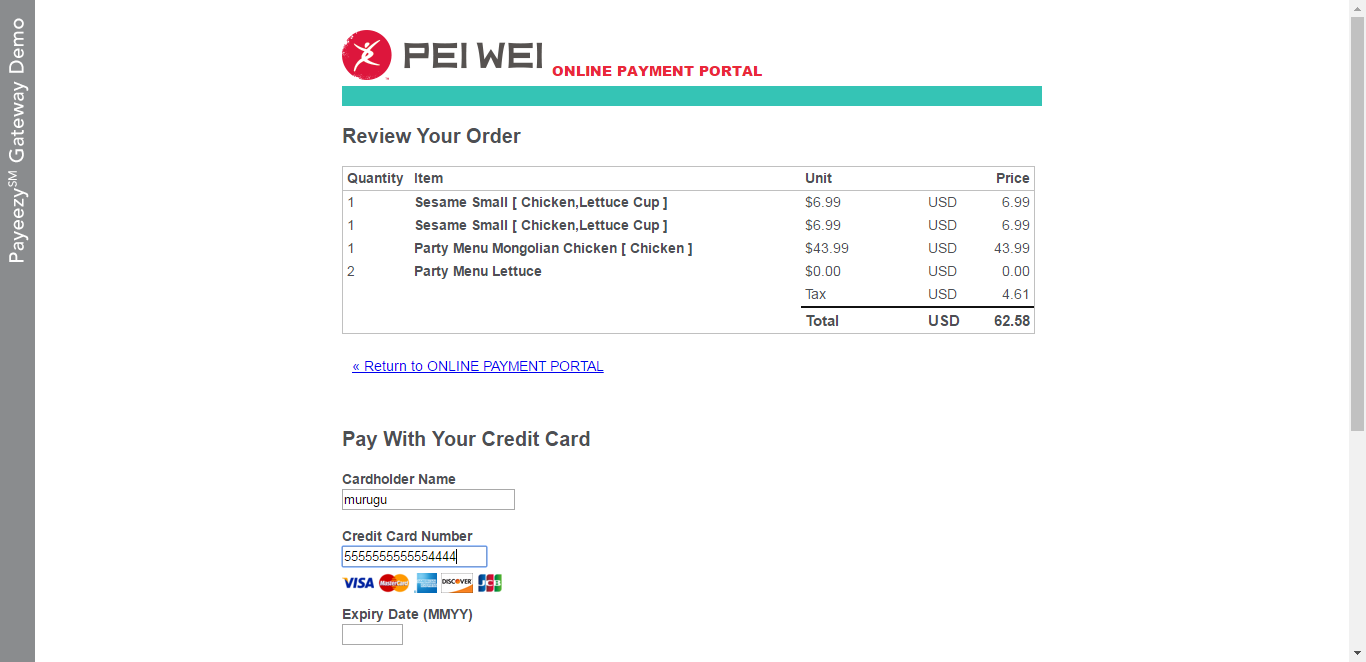 PayeezySM Gateway Demo
PEI WEI ONLINE PAYMENT PORTAL
Review Your Order
Quantity Item Unit Price
1 Sesame Small [ Chicken,Lettuce Cup ] $6.99 USD 6.99
1 Sesame Small [ Chicken,Lettuce Cup ] $6.99 USD 6.99
1 Party Menu Mongolian Chicken [ Chicken ] $43.99 USD 43.99
2 Party Menu Lettuce $0.00 USD 0.00
Tax USD 4.61
Total USD 62.58
« Return to ONLINE PAYMENT PORTAL
Pay With Your Credit Card
Cardholder Name
murugu
Credit Card Number
5555555555554444
VISA MasterCard DISCOVER JCB
Expiry Date (MMYY)